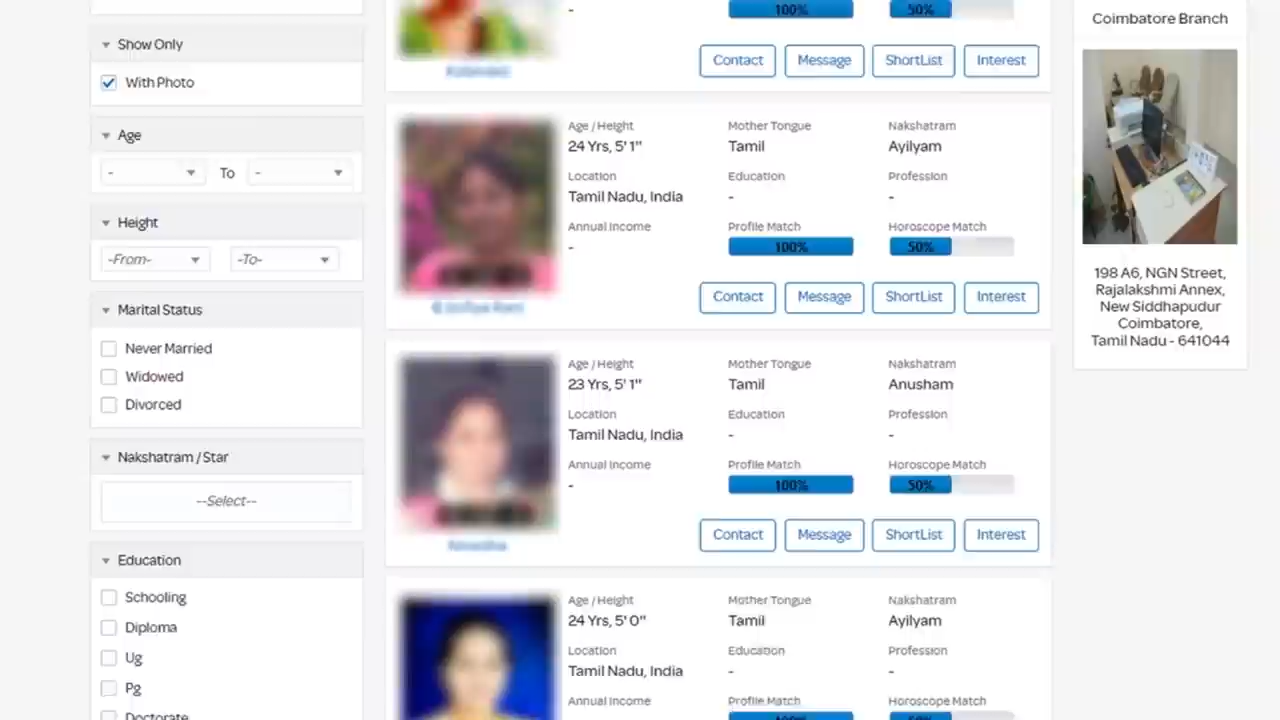 Show Only
With Photo
Age
- To -
Height
-From- -To-
Marital Status
Never Married
Widowed
Divorced
Nakshatram / Star
--Select--
Education
Schooling
Diploma
Ug
Pg
Doctorate
-
100% 50%
Contact Message ShortList Interest
Age / Height Mother Tongue Nakshatram
24 Yrs, 5' 1" Tamil Ayilyam
Location Education Profession
Tamil Nadu, India - -
Annual Income Profile Match Horoscope Match
- 100% 50%
Contact Message ShortList Interest
Age / Height Mother Tongue Nakshatram
23 Yrs, 5' 1" Tamil Anusham
Location Education Profession
Tamil Nadu, India - -
Annual Income Profile Match Horoscope Match
- 100% 50%
Contact Message ShortList Interest
Age / Height Mother Tongue Nakshatram
24 Yrs, 5' 0" Tamil Ayilyam
Location Education Profession
Tamil Nadu, India - -
Annual Income Profile Match Horoscope Match
100% 50%
Coimbatore Branch
198 A6, NGN Street,
Rajalakshmi Annex,
New Siddhapudur
Coimbatore,
Tamil Nadu - 641044